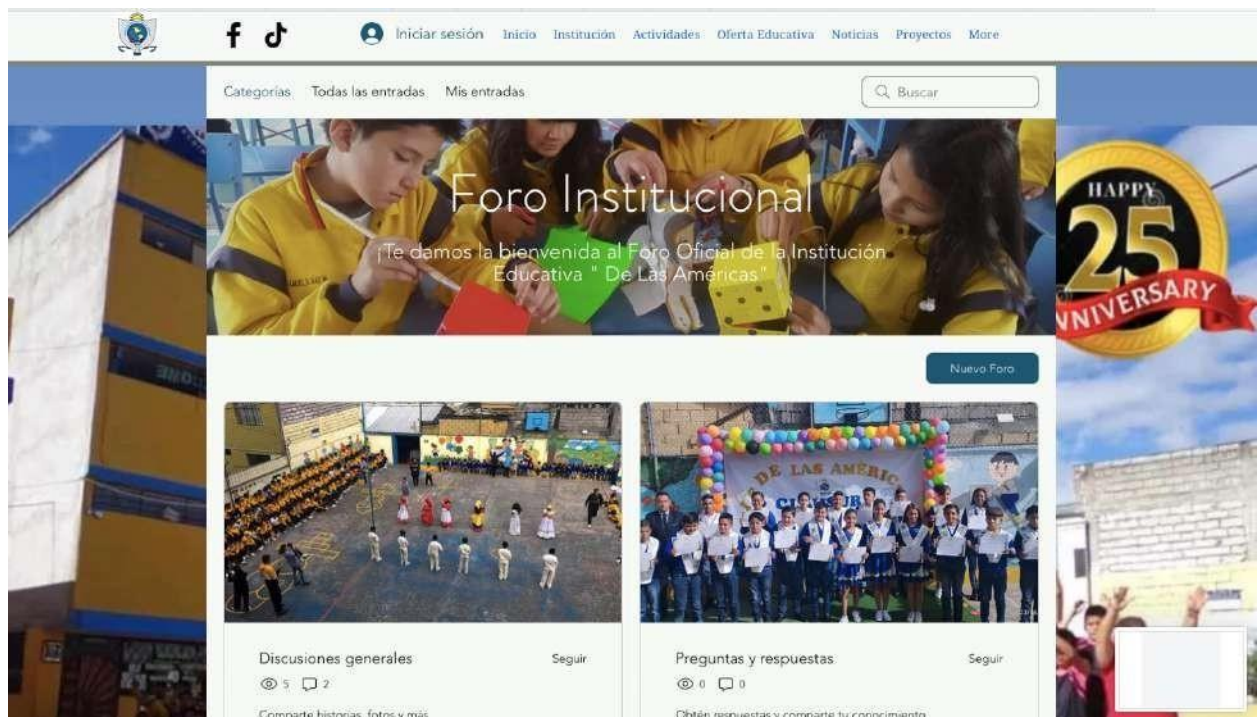 Iniciar sesión Inicio Institución Actividades Oferta Educativa Noticias Proyectos More
Categorías Todas las entradas Mis entradas Buscar
Foro Institucional
¡Te damos la bienvenida al Foro Oficial de la Institución
Educativa " De Las Américas"
HAPPY
25
ANNIVERSARY
Nuevo Foro
DE LAS AMÉRIC
Discusiones generales Seguir
5 2
Comparte historias, fotos y más.
Preguntas y respuestas Seguir
0 0
Obtén respuestas y comparte tu conocimiento.